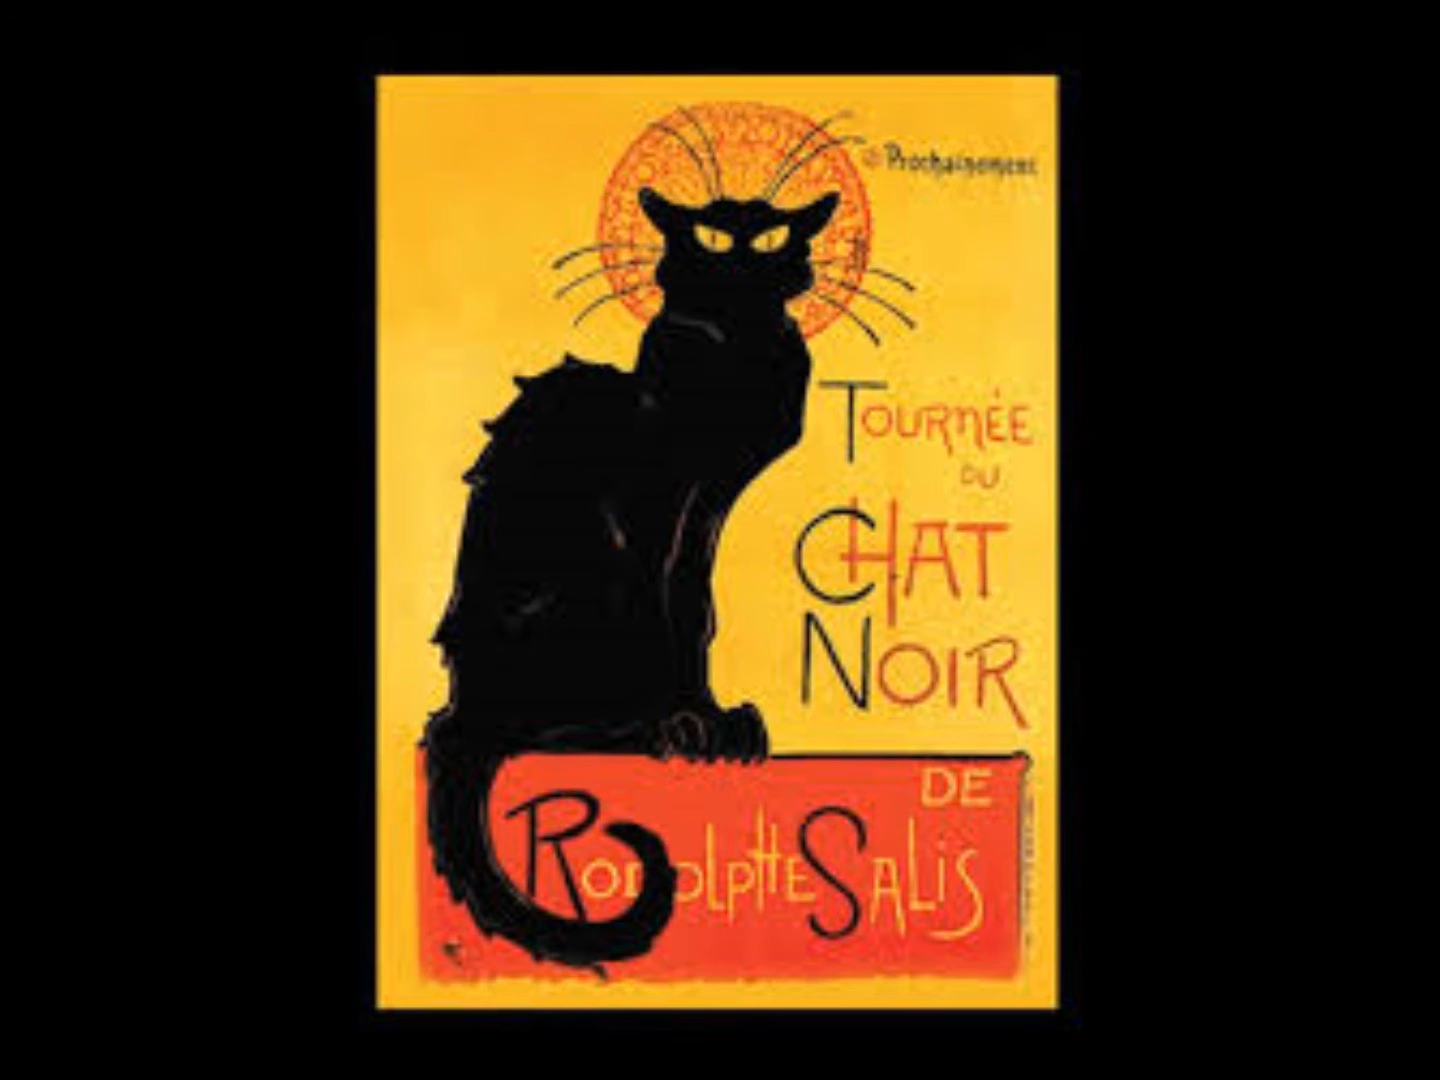 Prochainement
TOURNÉE
DU
CHAT
NOIR
DE
RODOLPHE SALIS